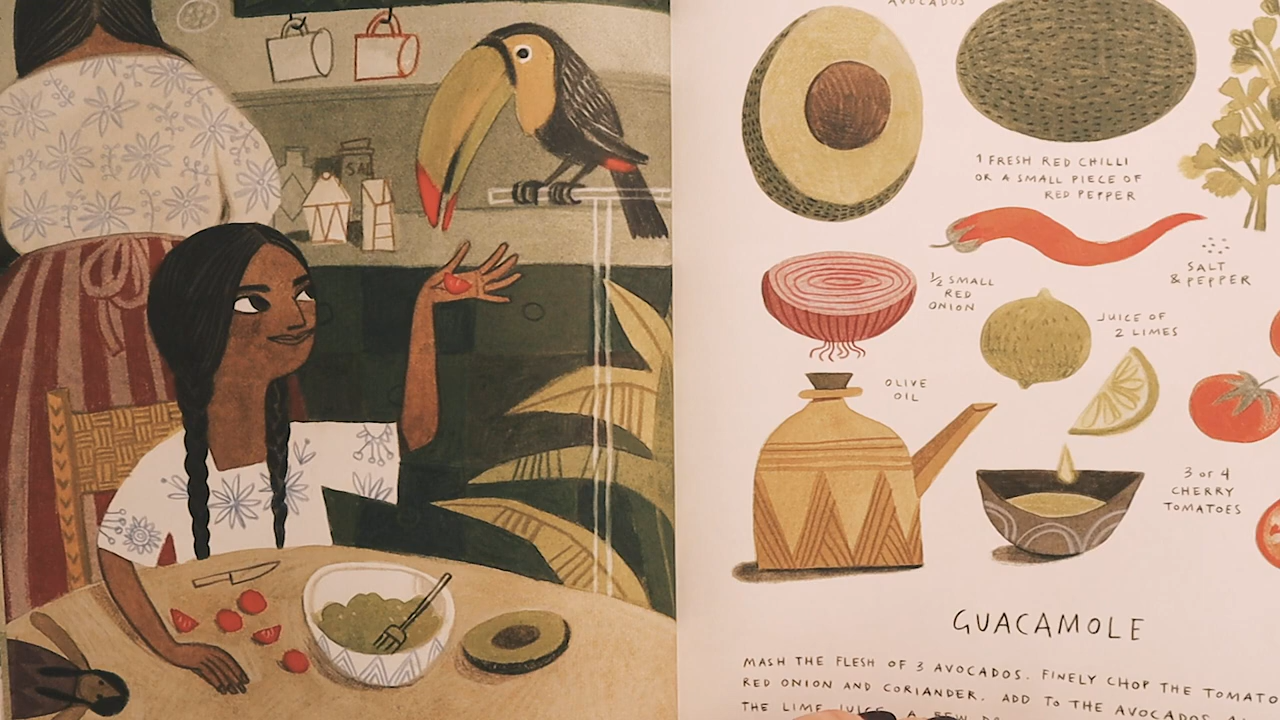 SA
AVOCADOS
1 FRESH RED CHILLI
OR A SMALL PIECE OF
RED PEPPER
SALT
& PEPPER
1/2 SMALL
RED
ONION
JUICE OF
2 LIMES
OLIVE
OIL
3 or 4
CHERRY
TOMATOES
GUACAMOLE
MASH THE FLESH OF 3 AVOCADOS. FINELY CHOP THE TOMATO
RED ONION AND CORIANDER. ADD TO THE AVOCADOS
THE LIME JUICE, A FEW